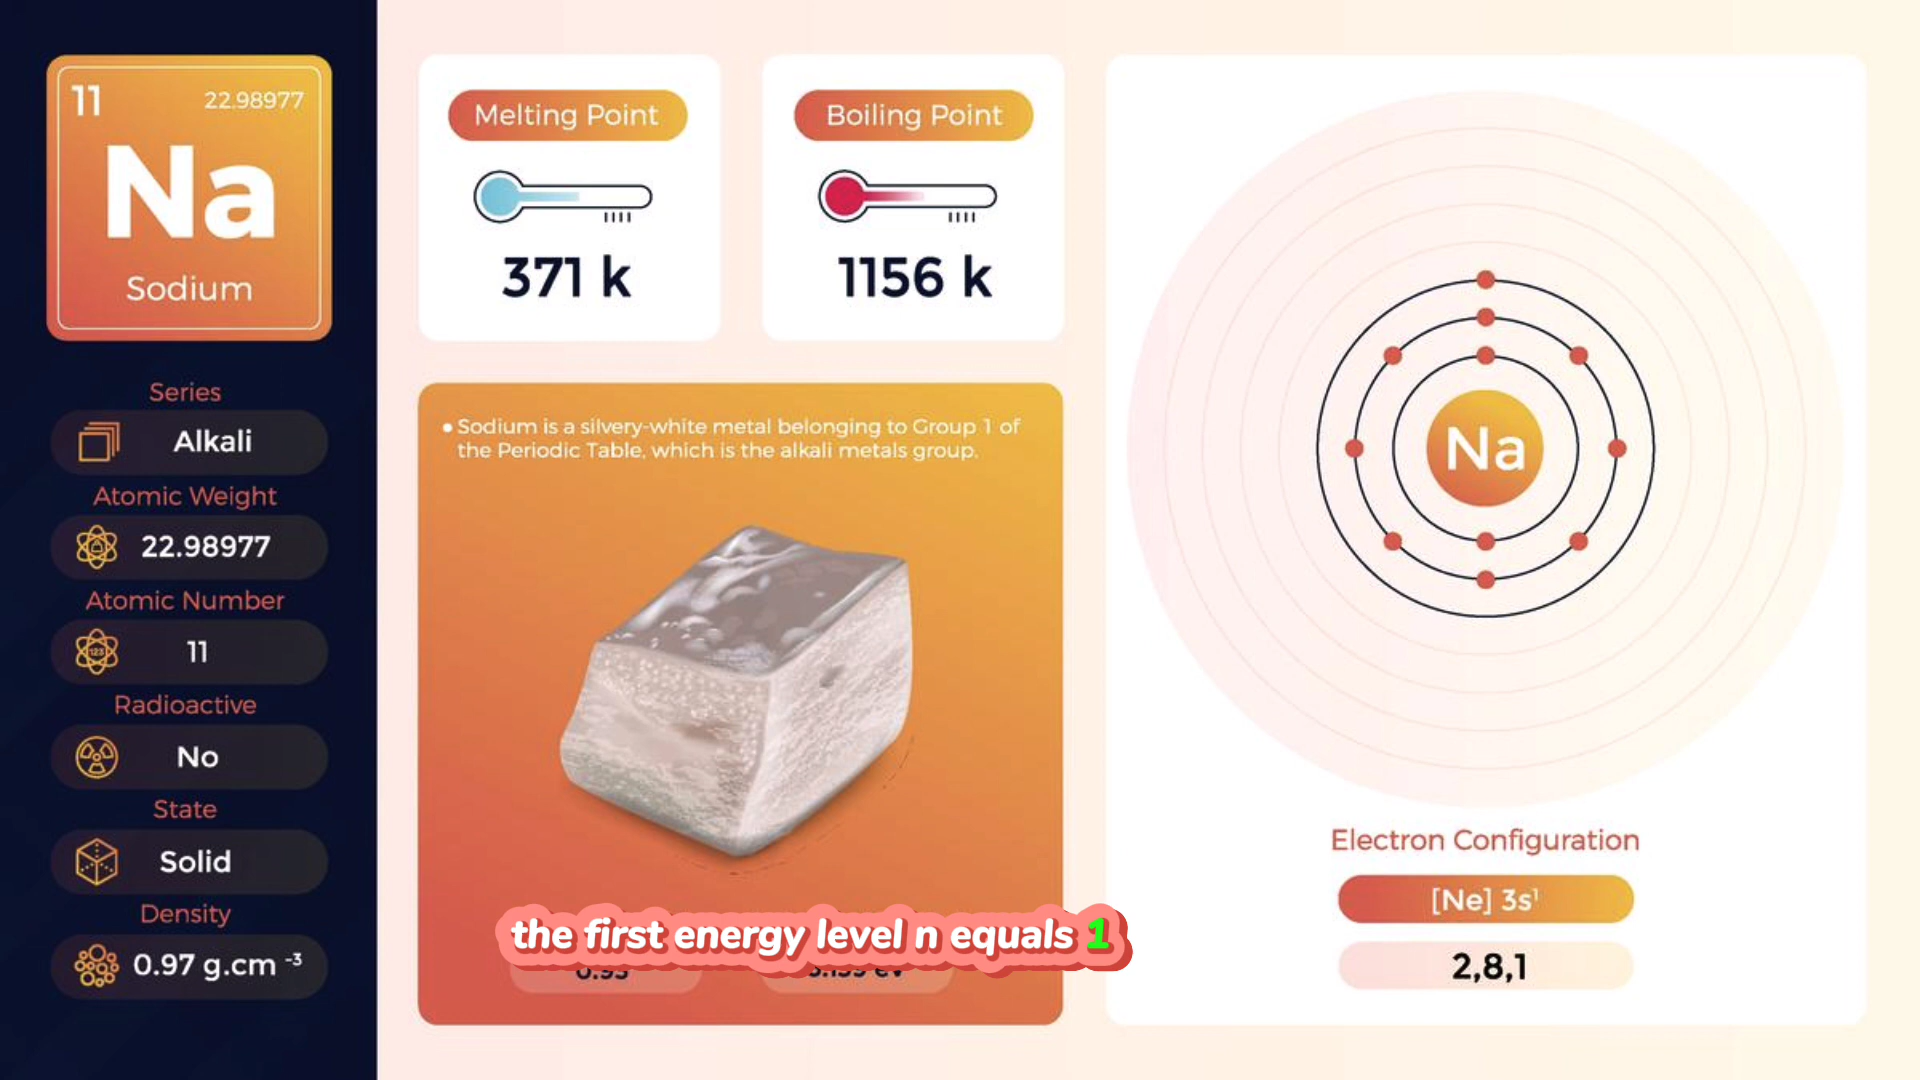 11
22.98977
Na
Sodium
Series
Alkali
Atomic Weight
22.98977
Atomic Number
123
11
Radioactive
No
State
Solid
Density
0.97 g.cm ⁻³
Melting Point
371 k
Boiling Point
1156 k
• Sodium is a silvery-white metal belonging to Group 1 of
the Periodic Table, which is the alkali metals group.
the first energy level n equals 1
0.93
Na
Electron Configuration
[Ne] 3s¹
2,8,1